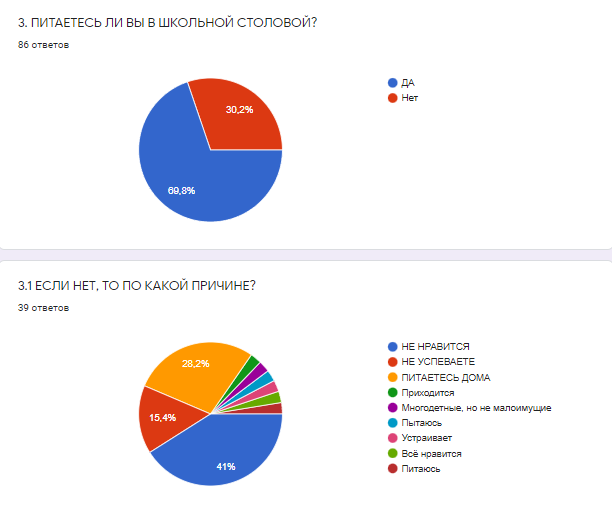 3. ПИТАЕТЕСЬ ЛИ ВЫ В ШКОЛЬНОЙ СТОЛОВОЙ?
86 ответов
ДА
Нет
30,2%
69,8%
3.1 ЕСЛИ НЕТ, ТО ПО КАКОЙ ПРИЧИНЕ?
39 ответов
НЕ НРАВИТСЯ
НЕ УСПЕВАЕТЕ
ПИТАЕТЕСЬ ДОМА
Приходится
Многодетные, но не малоимущие
Пытаюсь
Устраивает
Всё нравится
Питаюсь
28,2%
15,4%
41%